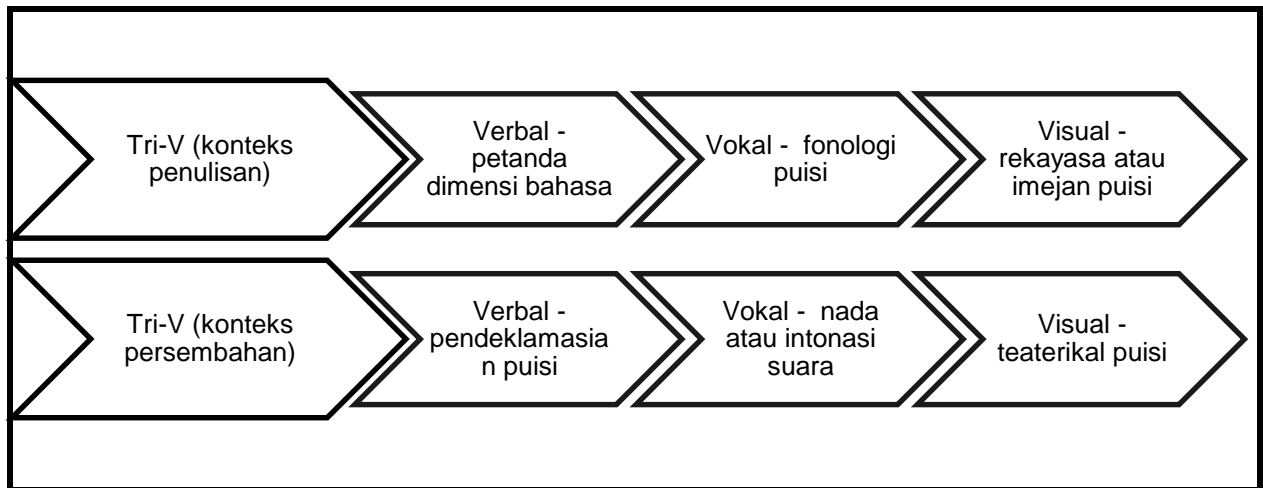 Tri-V (konteks
penulisan)
Verbal -
petanda
dimensi bahasa
Vokal -  fonologi
puisi
Visual -
rekayasa atau
imejan puisi
Tri-V (konteks
persembahan)
Verbal -
pendeklamasia
n puisi
Vokal -  nada
atau intonasi
suara
Visual -
teaterikal puisi